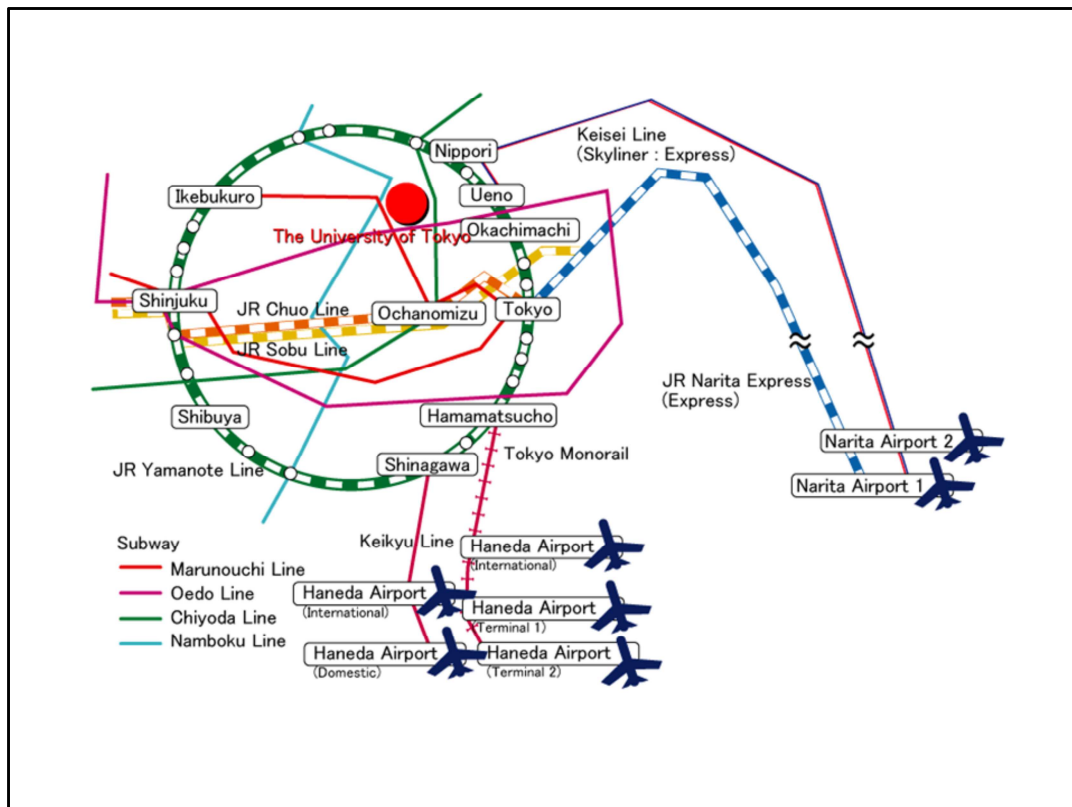 Keisei Line
(Skyliner : Express)
Nippori
Ikebukuro
Ueno
Okachimachi
The University of Tokyo
Shinjuku
JR Chuo Line
Ochanomizu
Tokyo
JR Sobu Line
JR Narita Express
(Express)
Shibuya
Hamamatsucho
Narita Airport 2
Tokyo Monorail
Shinagawa
JR Yamanote Line
Narita Airport 1
Subway
Keikyu Line
Haneda Airport
(International)
Marunouchi Line
Oedo Line
Haneda Airport
(International)
Haneda Airport
(Terminal 1)
Chiyoda Line
Namboku Line
Haneda Airport
(Domestic)
Haneda Airport
(Terminal 2)